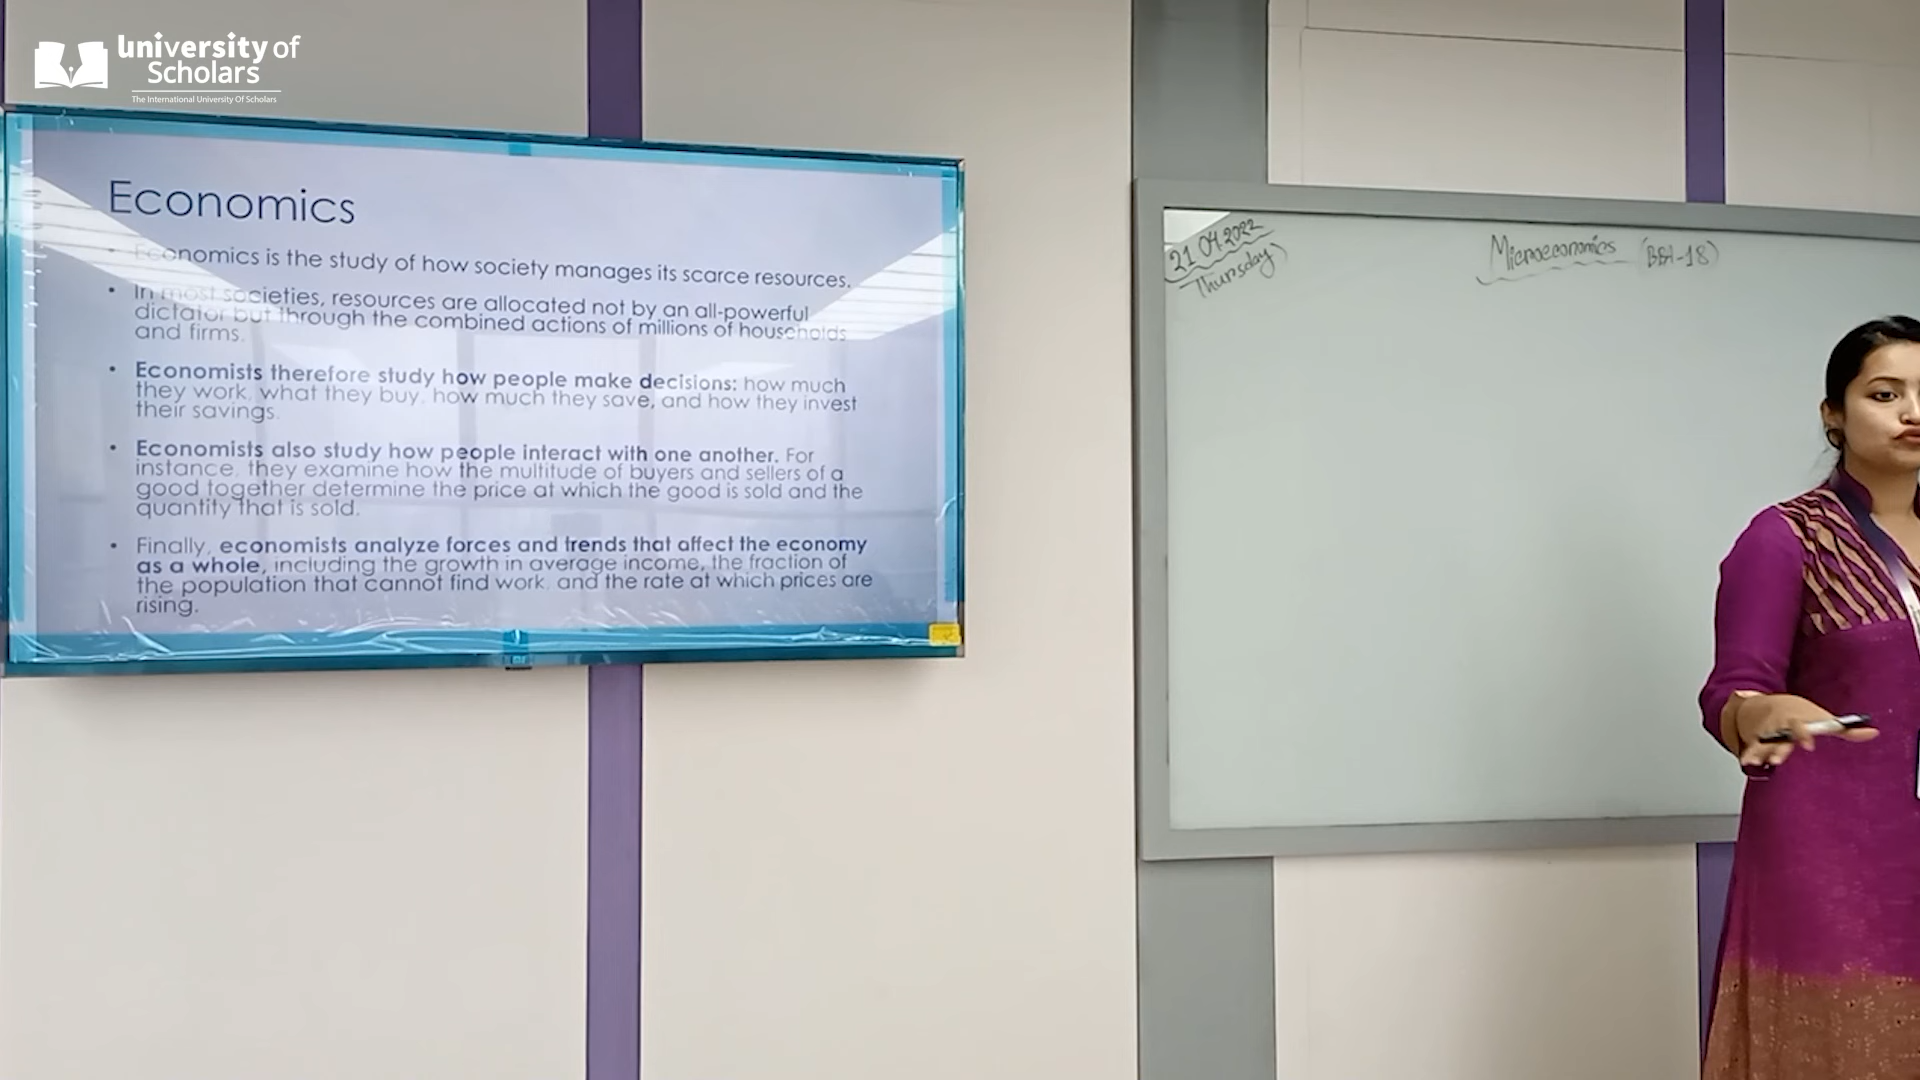 University of
Scholars
The International University Of Scholars
Economics
• Economics is the study of how society manages its scarce resources.
• In most societies, resources are allocated not by an all-powerful
dictator but through the combined actions of millions of households
and firms.
• Economists therefore study how people make decisions: how much
they work, what they buy, how much they save, and how they invest
their savings.
• Economists also study how people interact with one another. For
instance, they examine how the multitude of buyers and sellers of a
good together determine the price at which the good is sold and the
quantity that is sold.
• Finally, economists analyze forces and trends that affect the economy
as a whole, including the growth in average income, the fraction of
the population that cannot find work, and the rate at which prices are
rising.
21.04.2022
Thursday
Microeconomics (BBA-18)